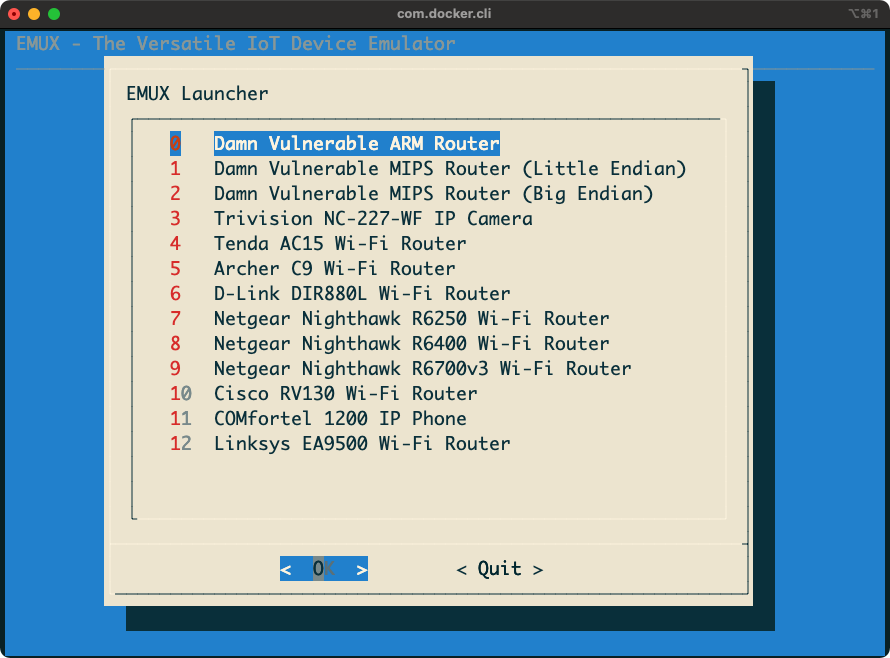 com.docker.cli
⌥⌘1
EMUX - The Versatile IoT Device Emulator
EMUX Launcher
0 Damn Vulnerable ARM Router
1 Damn Vulnerable MIPS Router (Little Endian)
2 Damn Vulnerable MIPS Router (Big Endian)
3 Trivision NC-227-WF IP Camera
4 Tenda AC15 Wi-Fi Router
5 Archer C9 Wi-Fi Router
6 D-Link DIR880L Wi-Fi Router
7 Netgear Nighthawk R6250 Wi-Fi Router
8 Netgear Nighthawk R6400 Wi-Fi Router
9 Netgear Nighthawk R6700v3 Wi-Fi Router
10 Cisco RV130 Wi-Fi Router
11 COMfortel 1200 IP Phone
12 Linksys EA9500 Wi-Fi Router
< OK > < Quit >